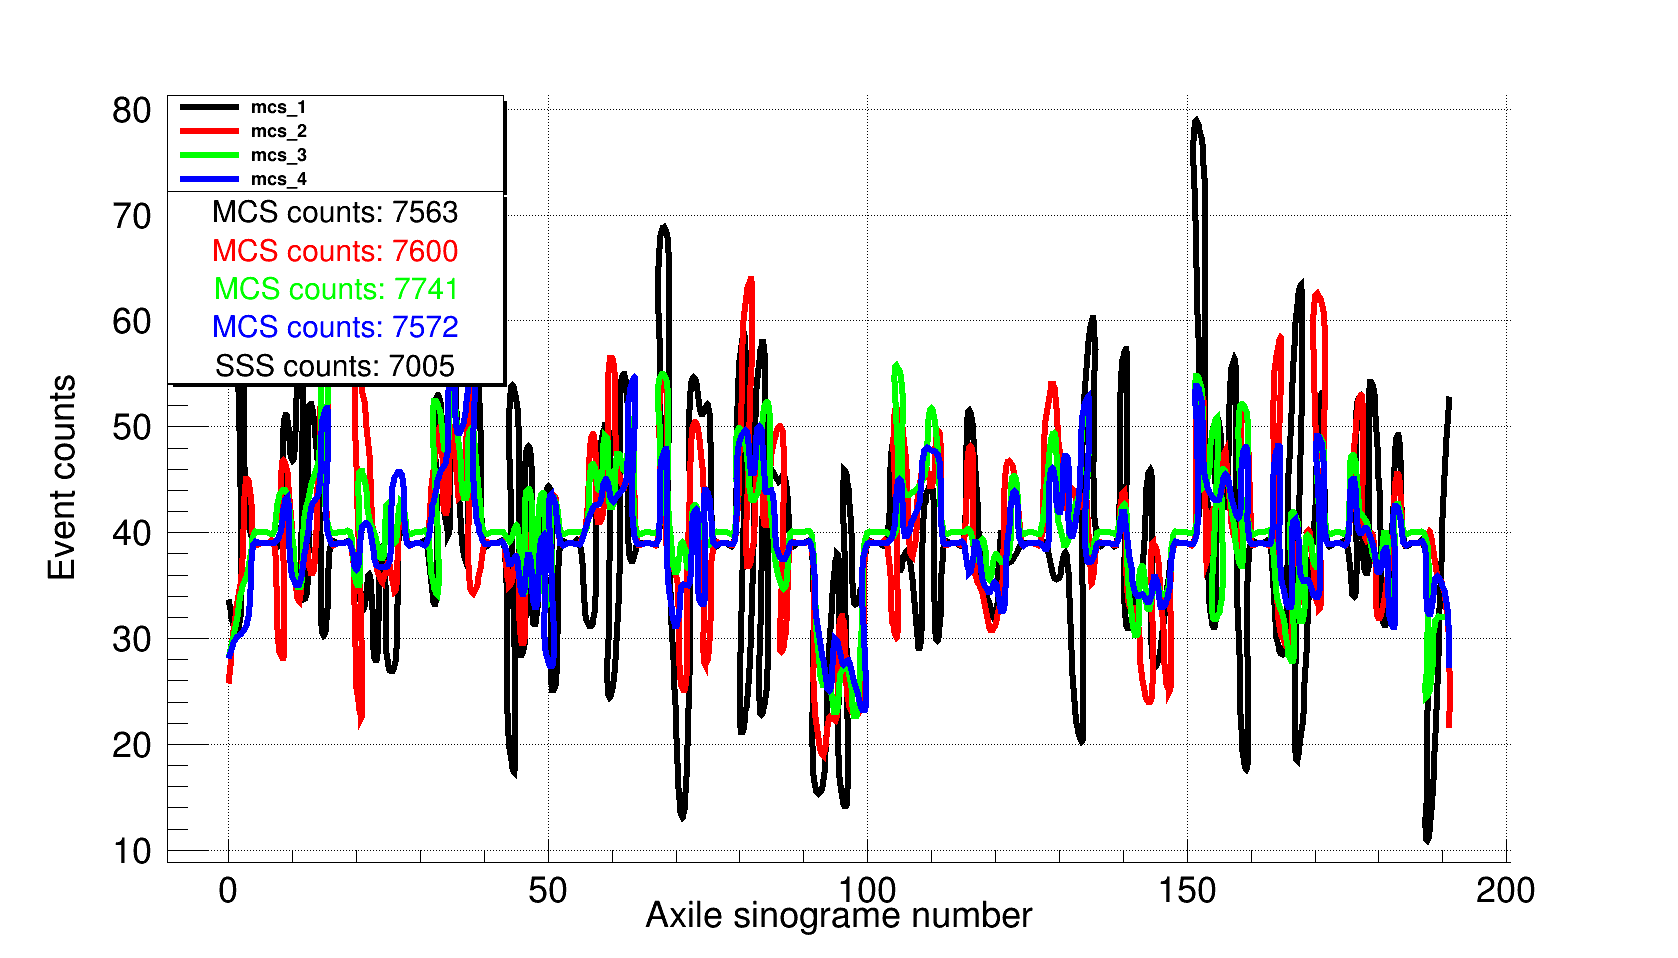 mcs_1
mcs_2
mcs_3
mcs_4
MCS counts: 7563
MCS counts: 7600
MCS counts: 7741
MCS counts: 7572
SSS counts: 7005
80
70
60
50
40
30
20
10
Event counts
0 50 100 150 200
Axile sinograme number